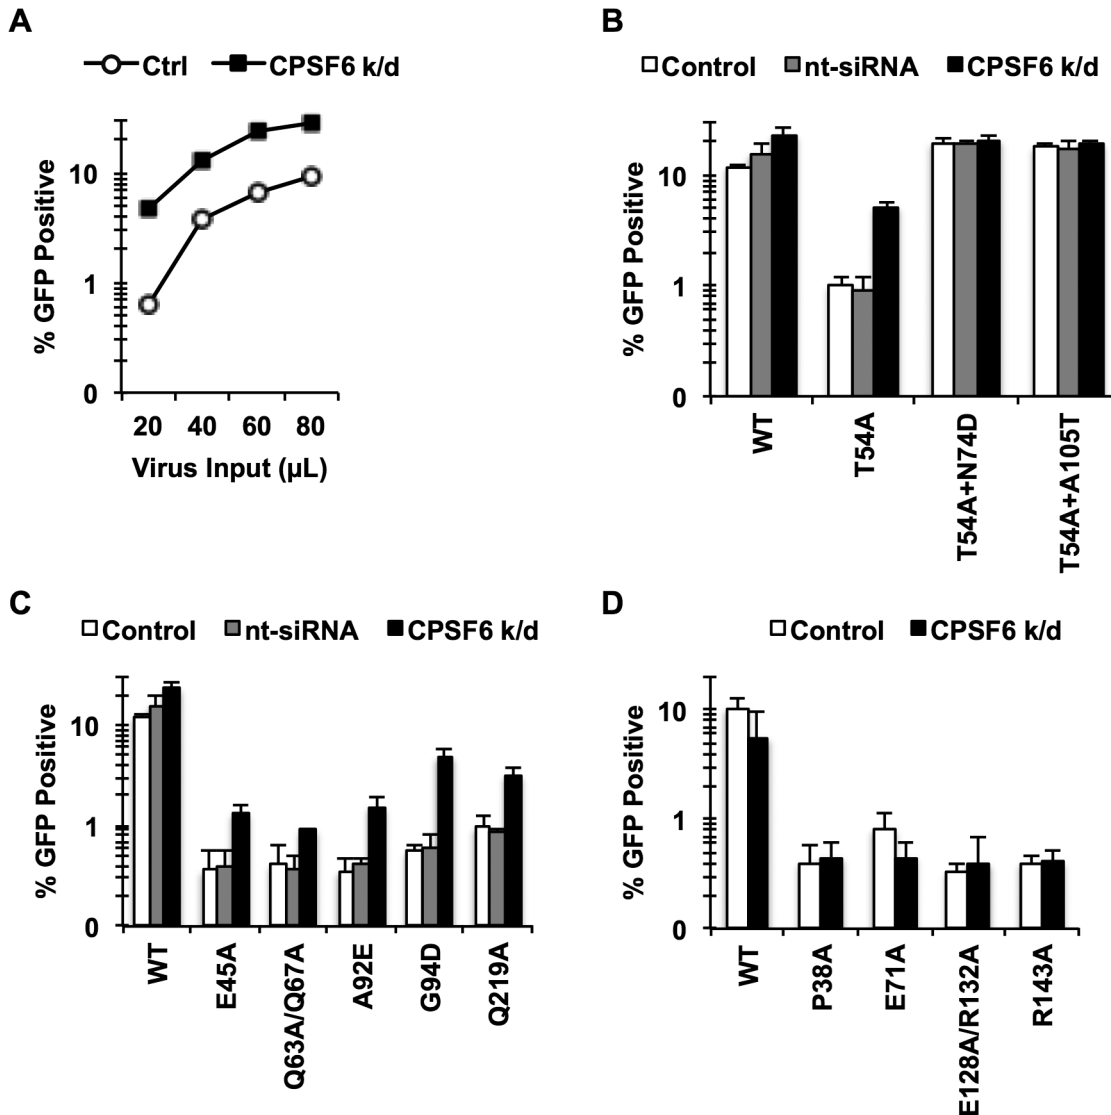 A
Ctrl CPSF6 k/d
% GFP Positive
10
1
0
20 40 60 80
Virus Input (µL)
B
Control nt-siRNA CPSF6 k/d
% GFP Positive
10
1
0
WT
T54A
T54A+N74D
T54A+A105T
C
Control nt-siRNA CPSF6 k/d
% GFP Positive
10
1
0
WT
E45A
Q63A/Q67A
A92E
G94D
Q219A
D
Control CPSF6 k/d
% GFP Positive
10
1
0
WT
P38A
E71A
E128A/R132A
R143A